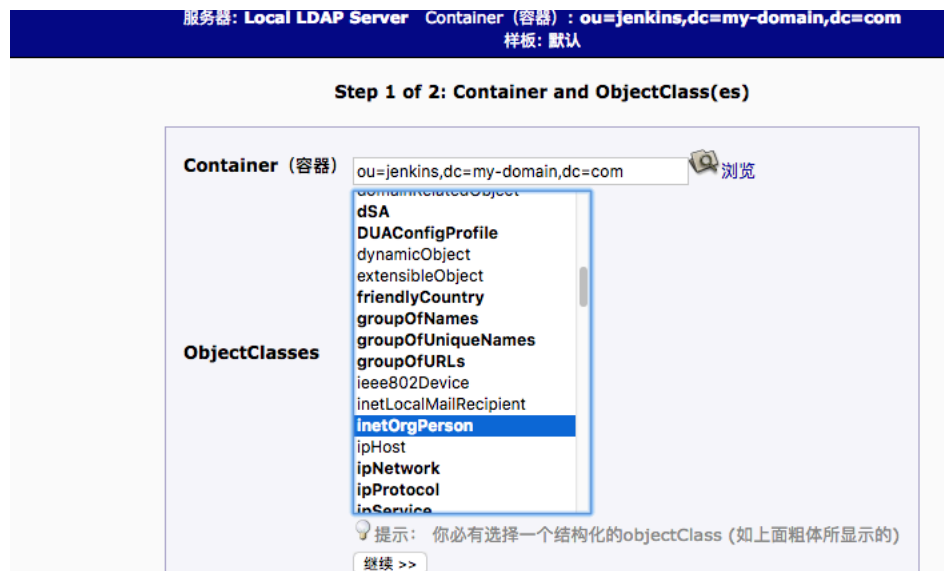 服务器: Local LDAP Server Container（容器）: ou=jenkins,dc=my-domain,dc=com
样板: 默认
Step 1 of 2: Container and ObjectClass(es)
Container（容器） ou=jenkins,dc=my-domain,dc=com 浏览
domainRelatedObject
dSA
DUAConfigProfile
dynamicObject
extensibleObject
friendlyCountry
groupOfNames
groupOfUniqueNames
ObjectClasses
groupOfURLs
ieee802Device
inetLocalMailRecipient
inetOrgPerson
ipHost
ipNetwork
ipProtocol
ipService
提示： 你必有选择一个结构化的objectClass (如上面粗体所显示的)
继续 >>